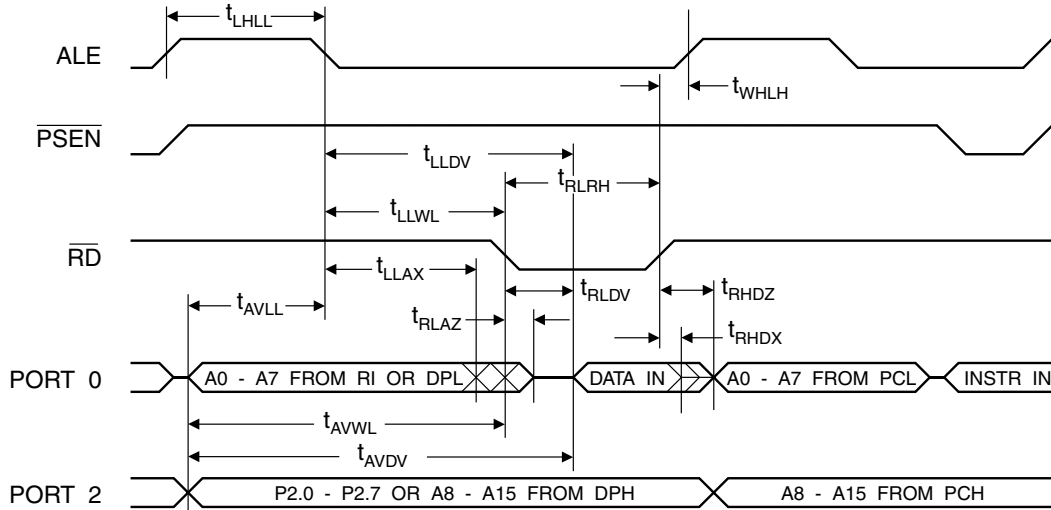 tLHLL
ALE
tWHLH
PSEN
tLLDV
tRLRH
tLLWL
RD
tLLAX
tRLDV
tRHDZ
tAVLL
tRLAZ
tRHDX
PORT 0
A0 - A7 FROM RI OR DPL
DATA IN
A0 - A7 FROM PCL
INSTR IN
tAVWL
tAVDV
PORT 2
P2.0 - P2.7 OR A8 - A15 FROM DPH
A8 - A15 FROM PCH